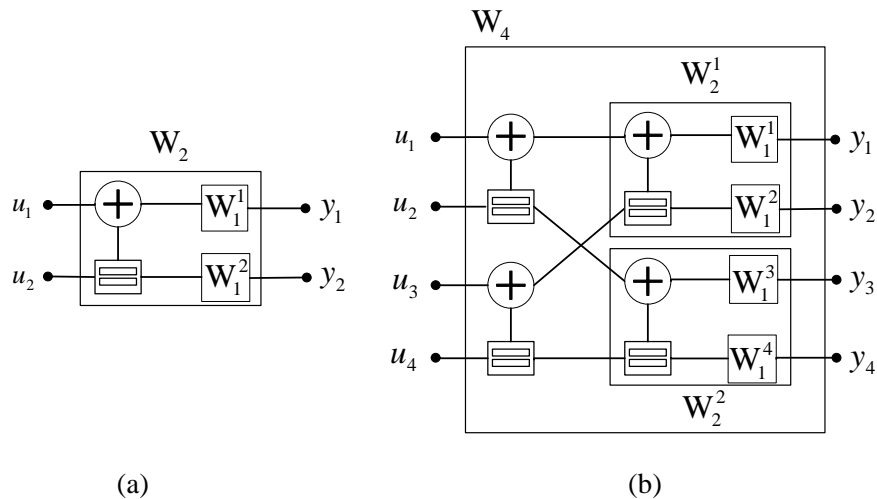 W₂
u₁ + W₁¹ y₁
u₂ = W₁² y₂
(a)
W₄
W₂¹
u₁ + + W₁¹ y₁
u₂ = = W₁² y₂
u₃ + + W₁³ y₃
u₄ = = W₁⁴ y₄
W₂²
(b)